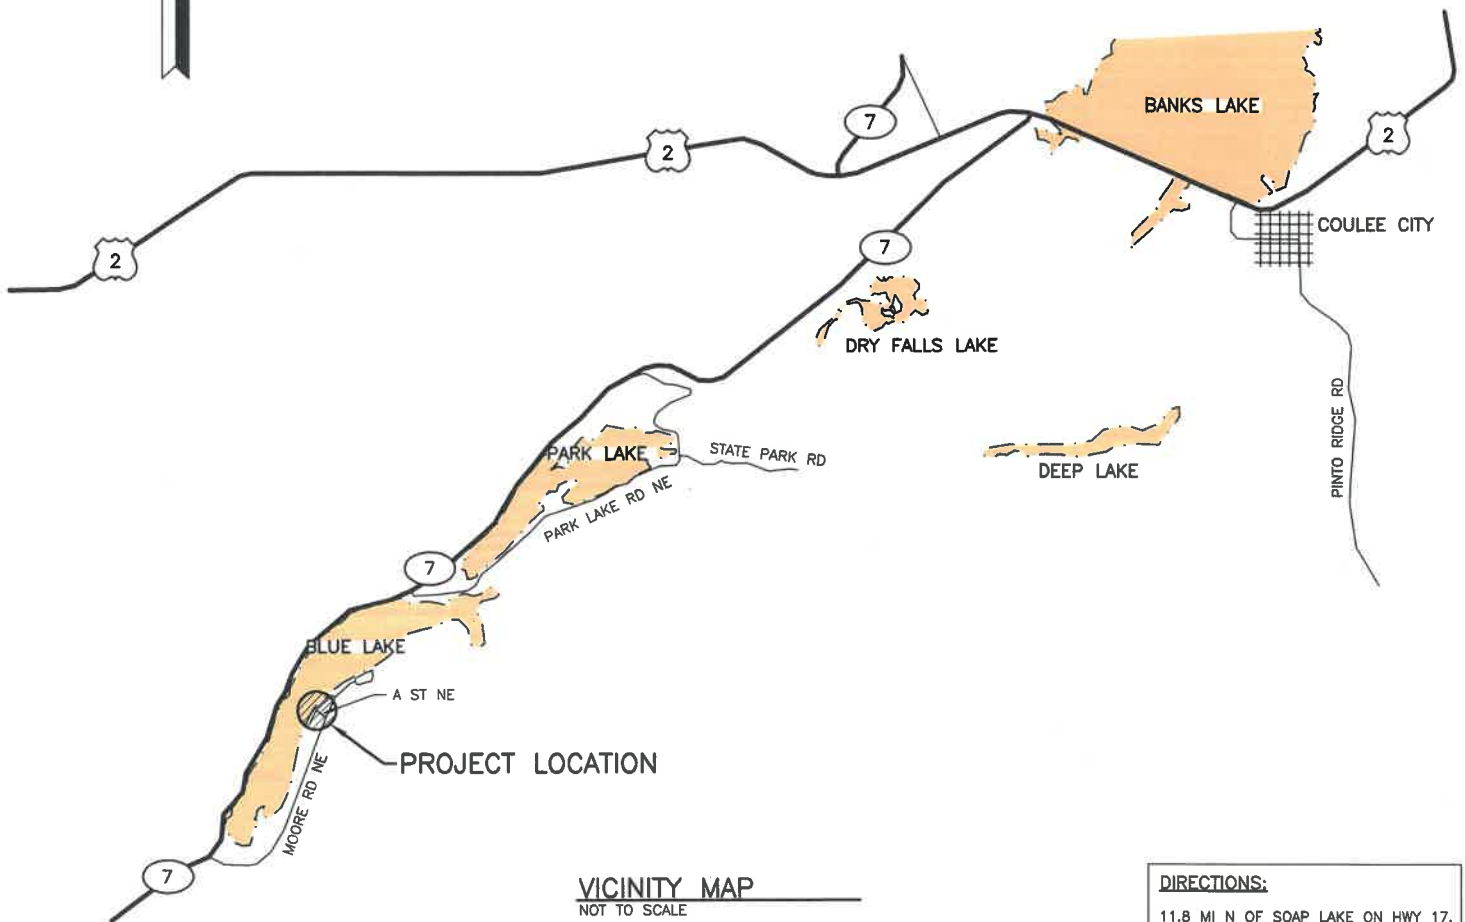 BANKS LAKE
7
2
2
COULEE CITY
7
2
DRY FALLS LAKE
PARK LAKE
STATE PARK RD
DEEP LAKE
PINTO RIDGE RD
PARK LAKE RD NE
7
BLUE LAKE
A ST NE
PROJECT LOCATION
MOORE RD NE
7
VICINITY MAP
NOT TO SCALE
DIRECTIONS:
11.8 MI N OF SOAP LAKE ON HWY 17,